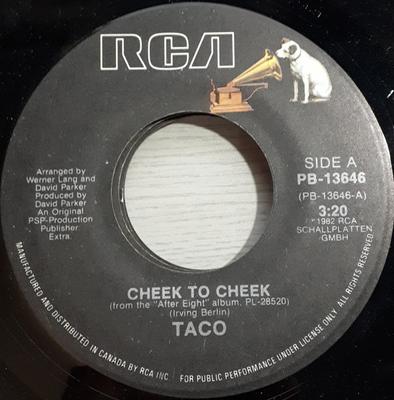 RCA
SIDE A
PB-13646
(PB-13646-A)
3:20
℗1982 RCA
SCHALLPLATTEN
GMBH
Arranged by
Werner Lang and
David Parker
Produced by
David Parker
An Original
PSP-Production
Publisher
Extra.
CHEEK TO CHEEK
(from the "After Eight" album, PL-28520)
(Irving Berlin)
TACO
MANUFACTURED AND DISTRIBUTED IN CANADA BY RCA INC FOR PUBLIC PERFORMANCE UNDER LICENSE ONLY. ALL RIGHTS RESERVED